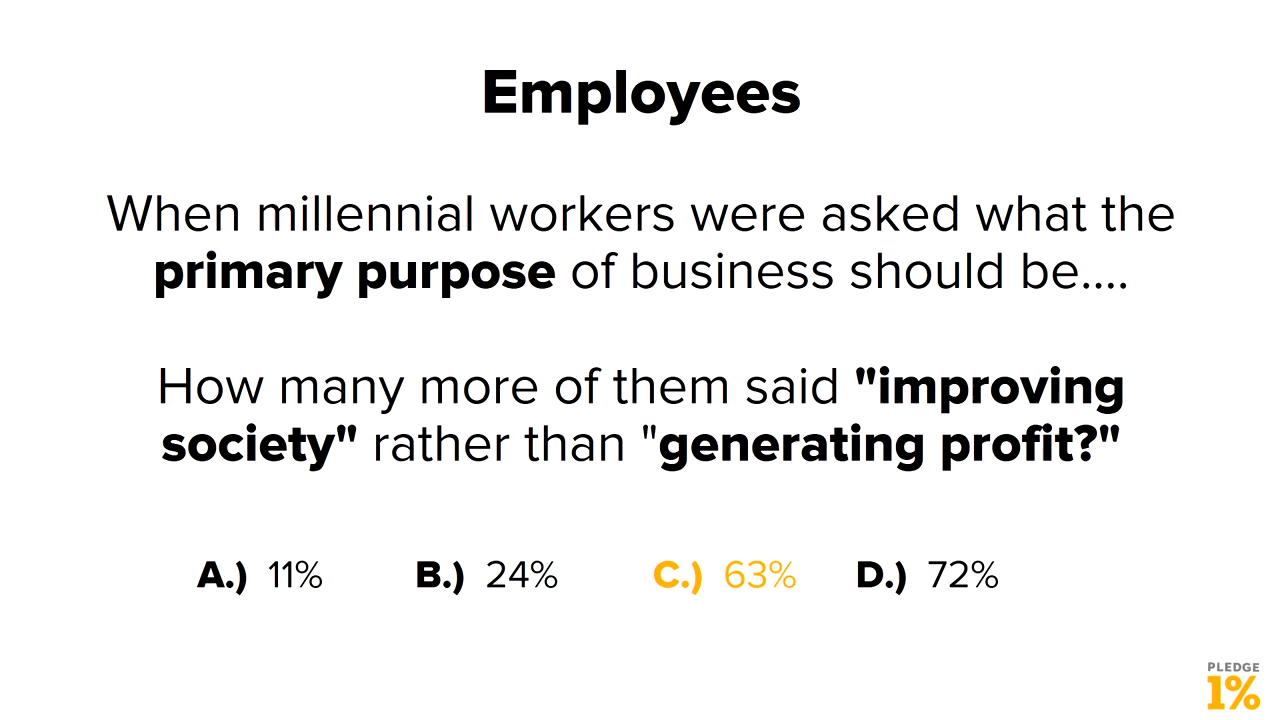 Employees
When millennial workers were asked what the
primary purpose of business should be....
How many more of them said "improving
society" rather than "generating profit?"
A.) 11% B.) 24% C.) 63% D.) 72%
PLEDGE
1%